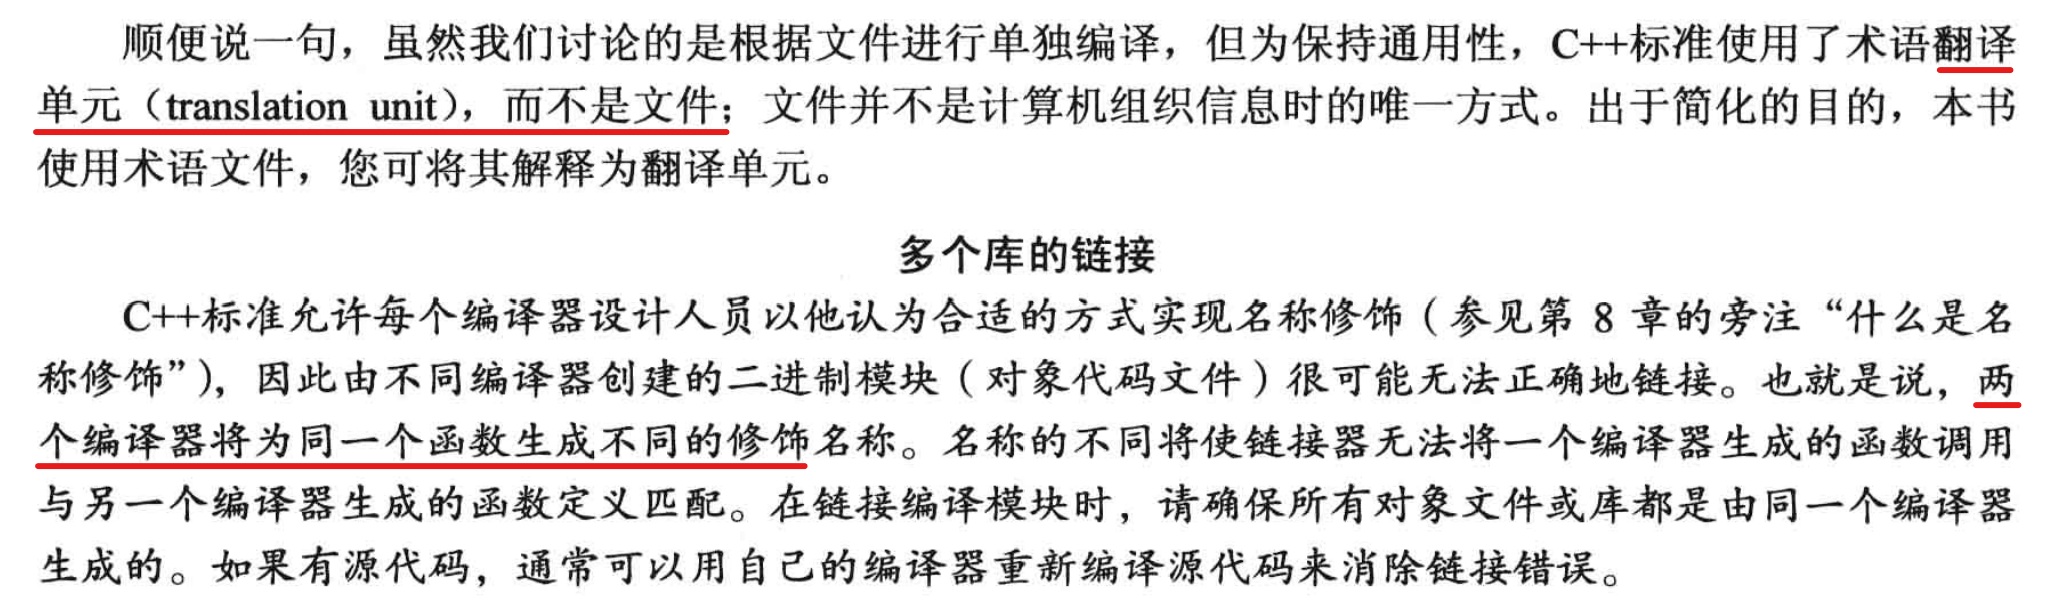 顺便说一句，虽然我们讨论的是根据文件进行单独编译，但为保持通用性，C++标准使用了术语翻译
单元（translation unit），而不是文件；文件并不是计算机组织信息时的唯一方式。出于简化的目的，本书
使用术语文件，您可将其解释为翻译单元。
多个库的链接
C++标准允许每个编译器设计人员以他认为合适的方式实现名称修饰（参见第 8 章的旁注“什么是名
称修饰”），因此由不同编译器创建的二进制模块（对象代码文件）很可能无法正确地链接。也就是说，两
个编译器将为同一个函数生成不同的修饰名称。名称的不同将使链接器无法将一个编译器生成的函数调用
与另一个编译器生成的函数定义匹配。在链接编译模块时，请确保所有对象文件或库都是由同一个编译器
生成的。如果有源代码，通常可以用自己的编译器重新编译源代码来消除链接错误。